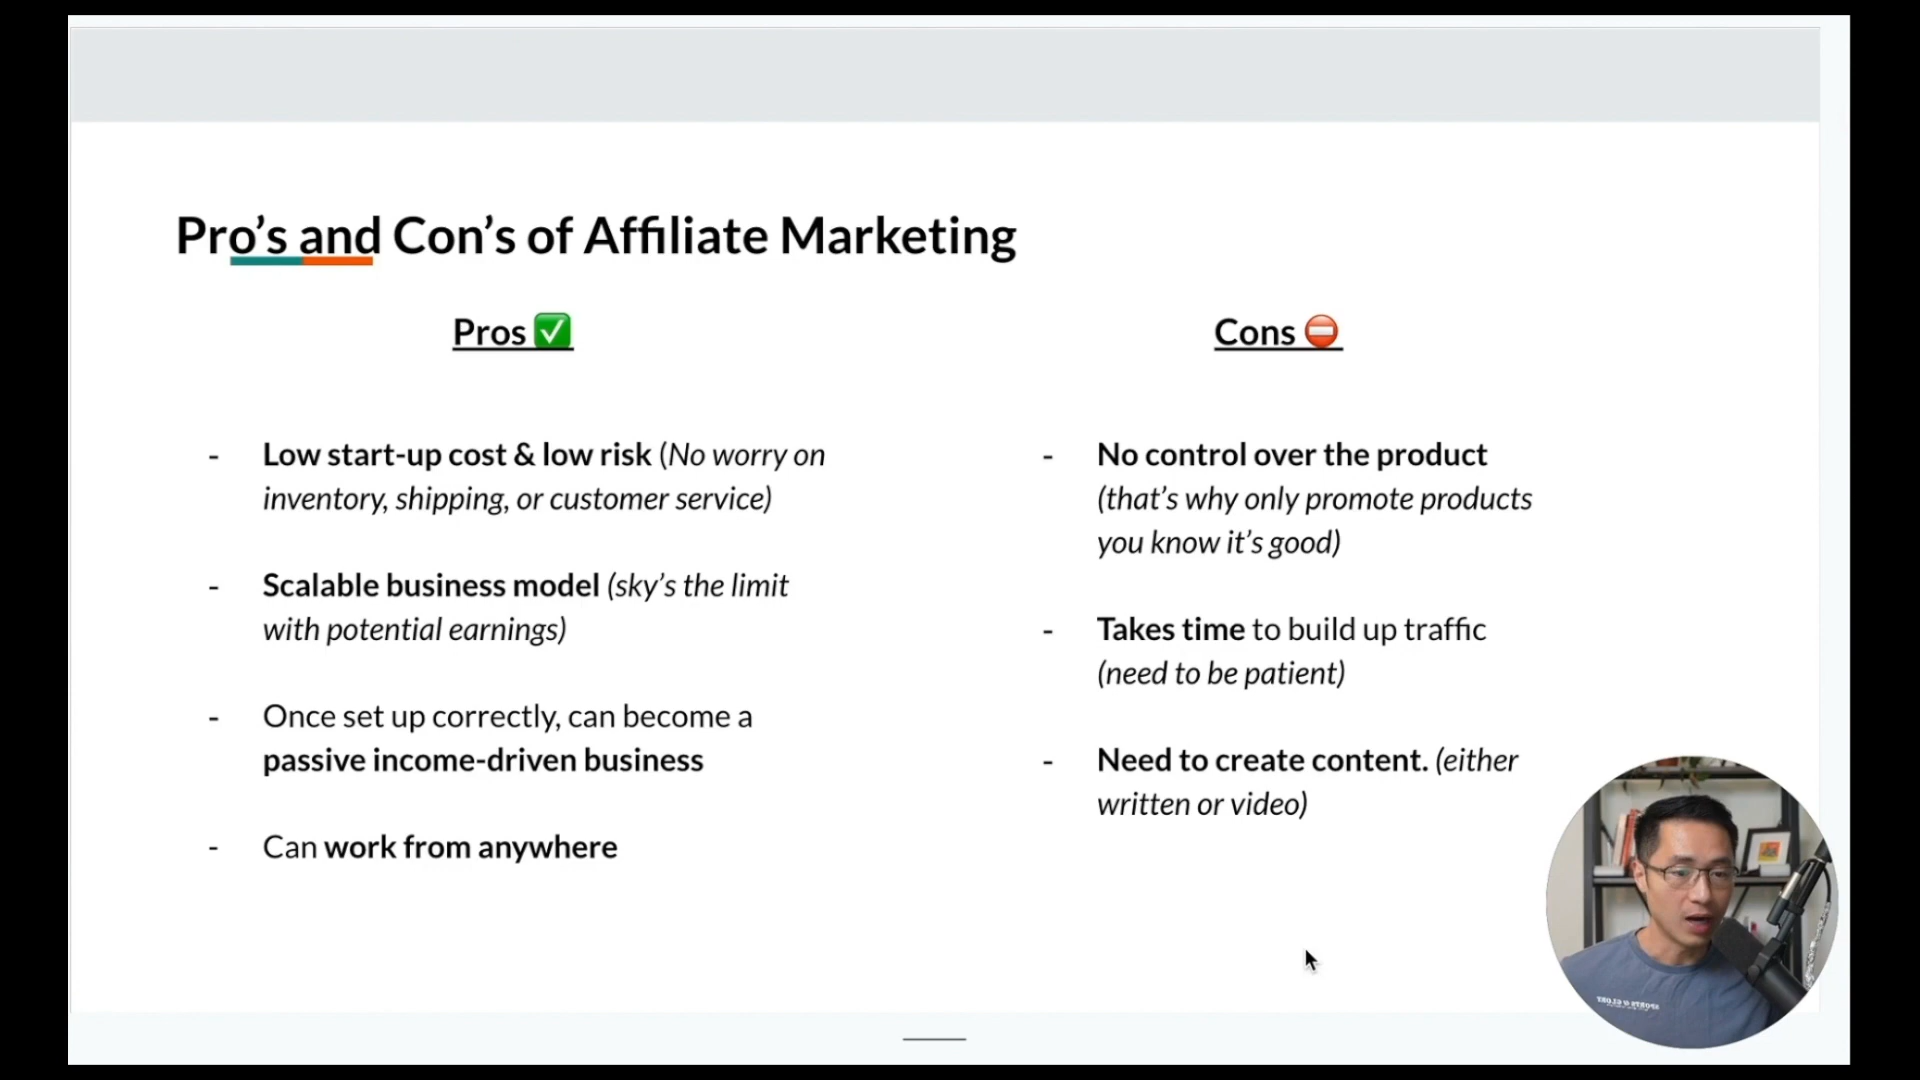 Pro’s and Con’s of Affiliate Marketing
Pros ✅
- Low start-up cost & low risk (No worry on
inventory, shipping, or customer service)
- Scalable business model (sky’s the limit
with potential earnings)
- Once set up correctly, can become a
passive income-driven business
- Can work from anywhere
Cons ⛔
- No control over the product
(that’s why only promote products
you know it’s good)
- Takes time to build up traffic
(need to be patient)
- Need to create content. (either
written or video)